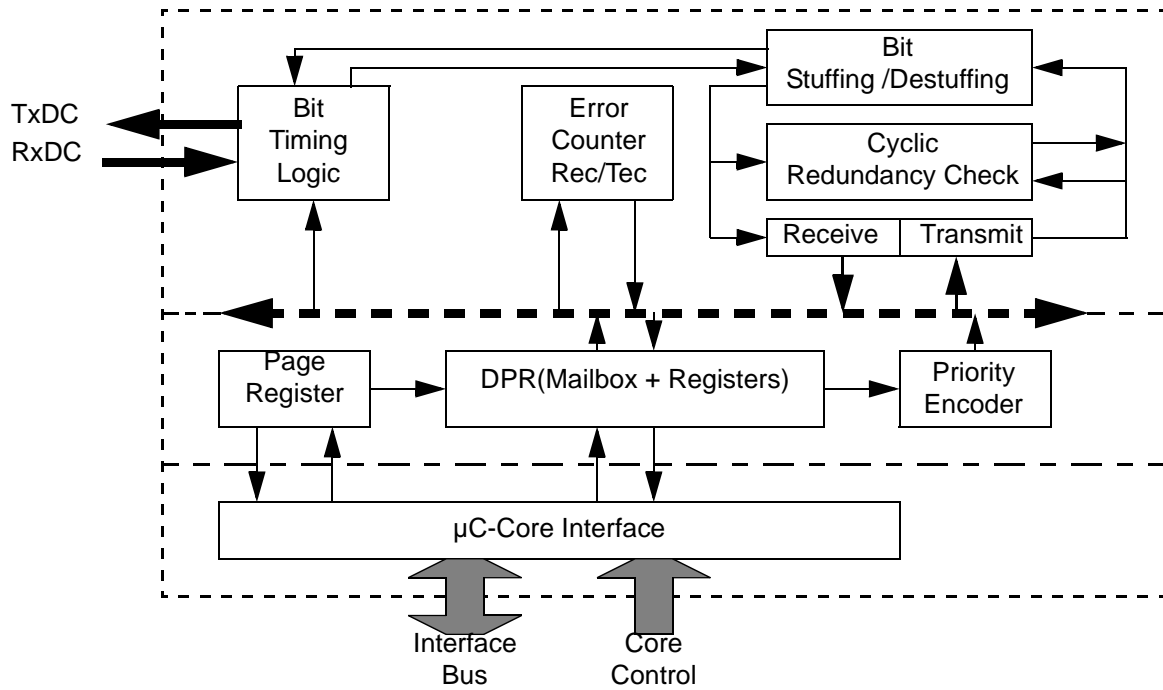 TxDC
RxDC
Bit
Timing
Logic
Error
Counter
Rec/Tec
Bit
Stuffing /Destuffing
Cyclic
Redundancy Check
Receive
Transmit
Page
Register
DPR(Mailbox + Registers)
Priority
Encoder
µC-Core Interface
Interface
Bus
Core
Control